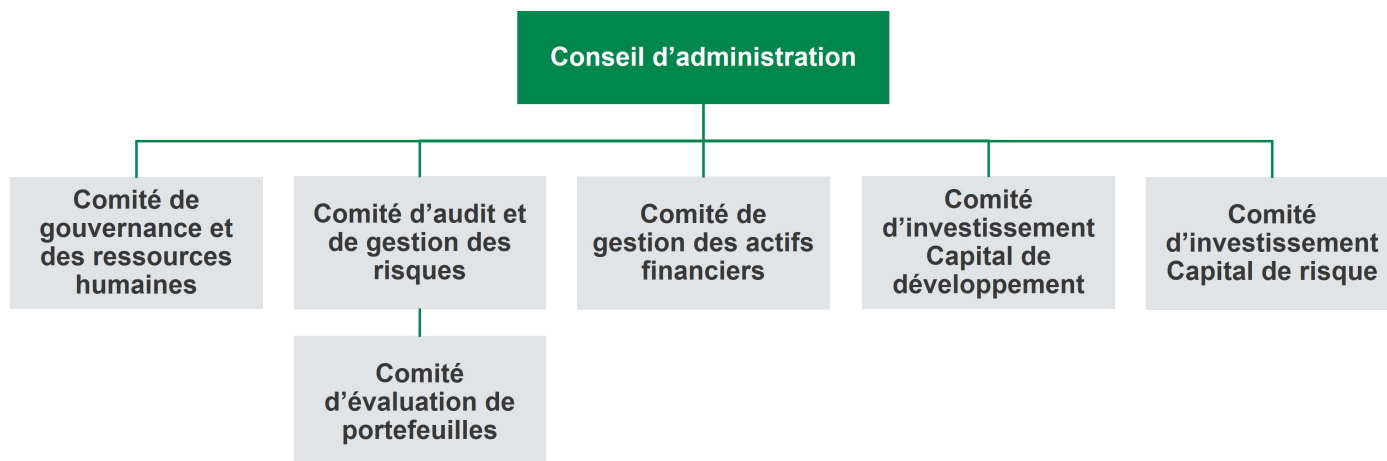 Conseil d’administration
Comité de
gouvernance et
des ressources
humaines
Comité d’audit et
de gestion des
risques
Comité de
gestion des actifs
financiers
Comité
d’investissement
Capital de
développement
Comité
d’investissement
Capital de risque
Comité
d’évaluation de
portefeuilles